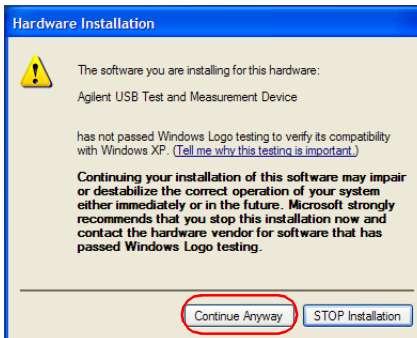 Hardware Installation
The software you are installing for this hardware:
Agilent USB Test and Measurement Device
has not passed Windows Logo testing to verify its compatibility
with Windows XP. (Tell me why this testing is important.)
Continuing your installation of this software may impair
or destabilize the correct operation of your system
either immediately or in the future. Microsoft strongly
recommends that you stop this installation now and
contact the hardware vendor for software that has
passed Windows Logo testing.
Continue Anyway STOP Installation